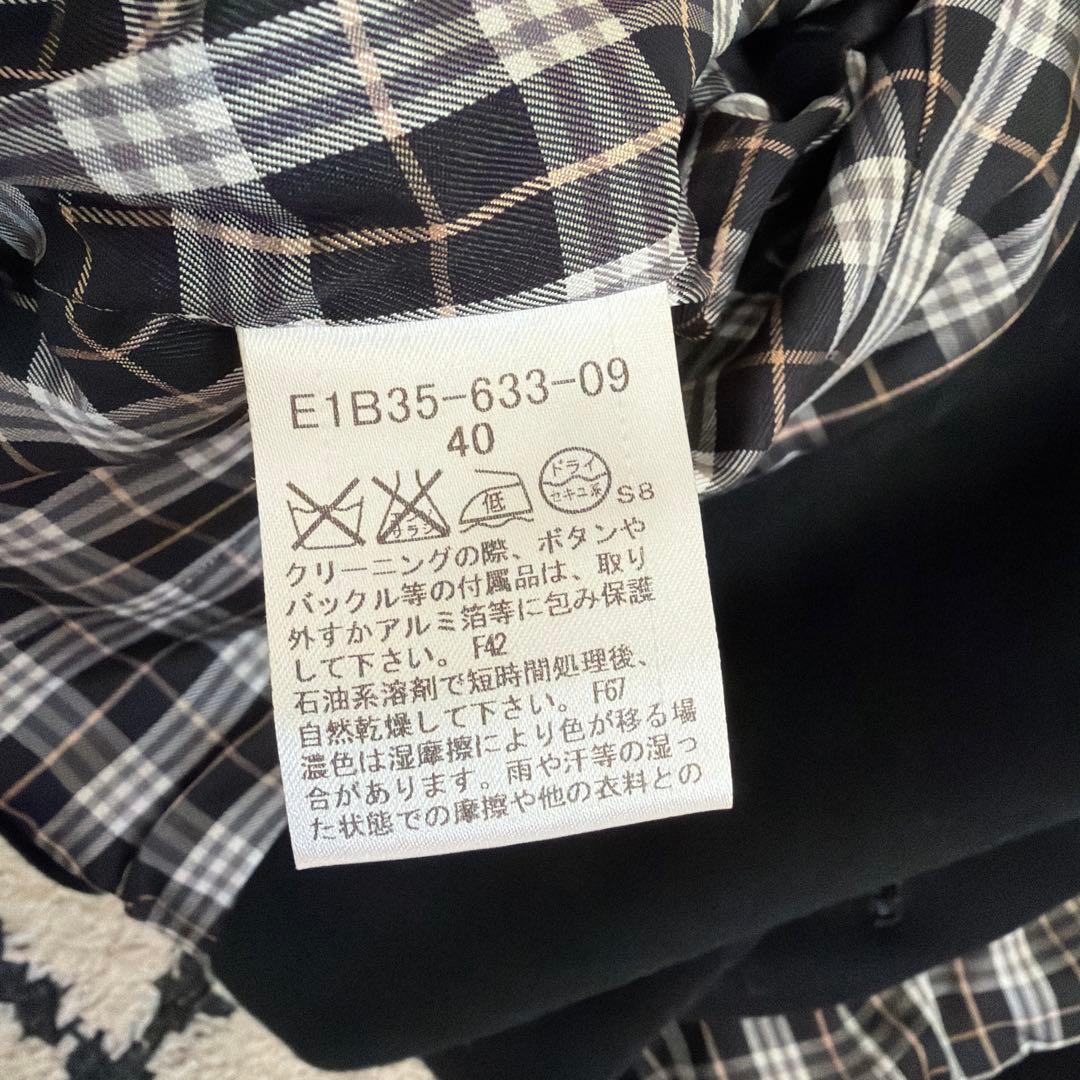 E1B35-633-09
40
エンソ
サラシ
低
ドライ
セキユ系
S8
クリーニングの際、ボタンや
バックル等の付属品は、取り
外すかアルミ箔等に包み保護
して下さい。 F42
石油系溶剤で短時間処理後、
自然乾燥して下さい。 F67
濃色は湿摩擦により色が移る場
合があります。雨や汗等の湿っ
た状態での摩擦や他の衣料との